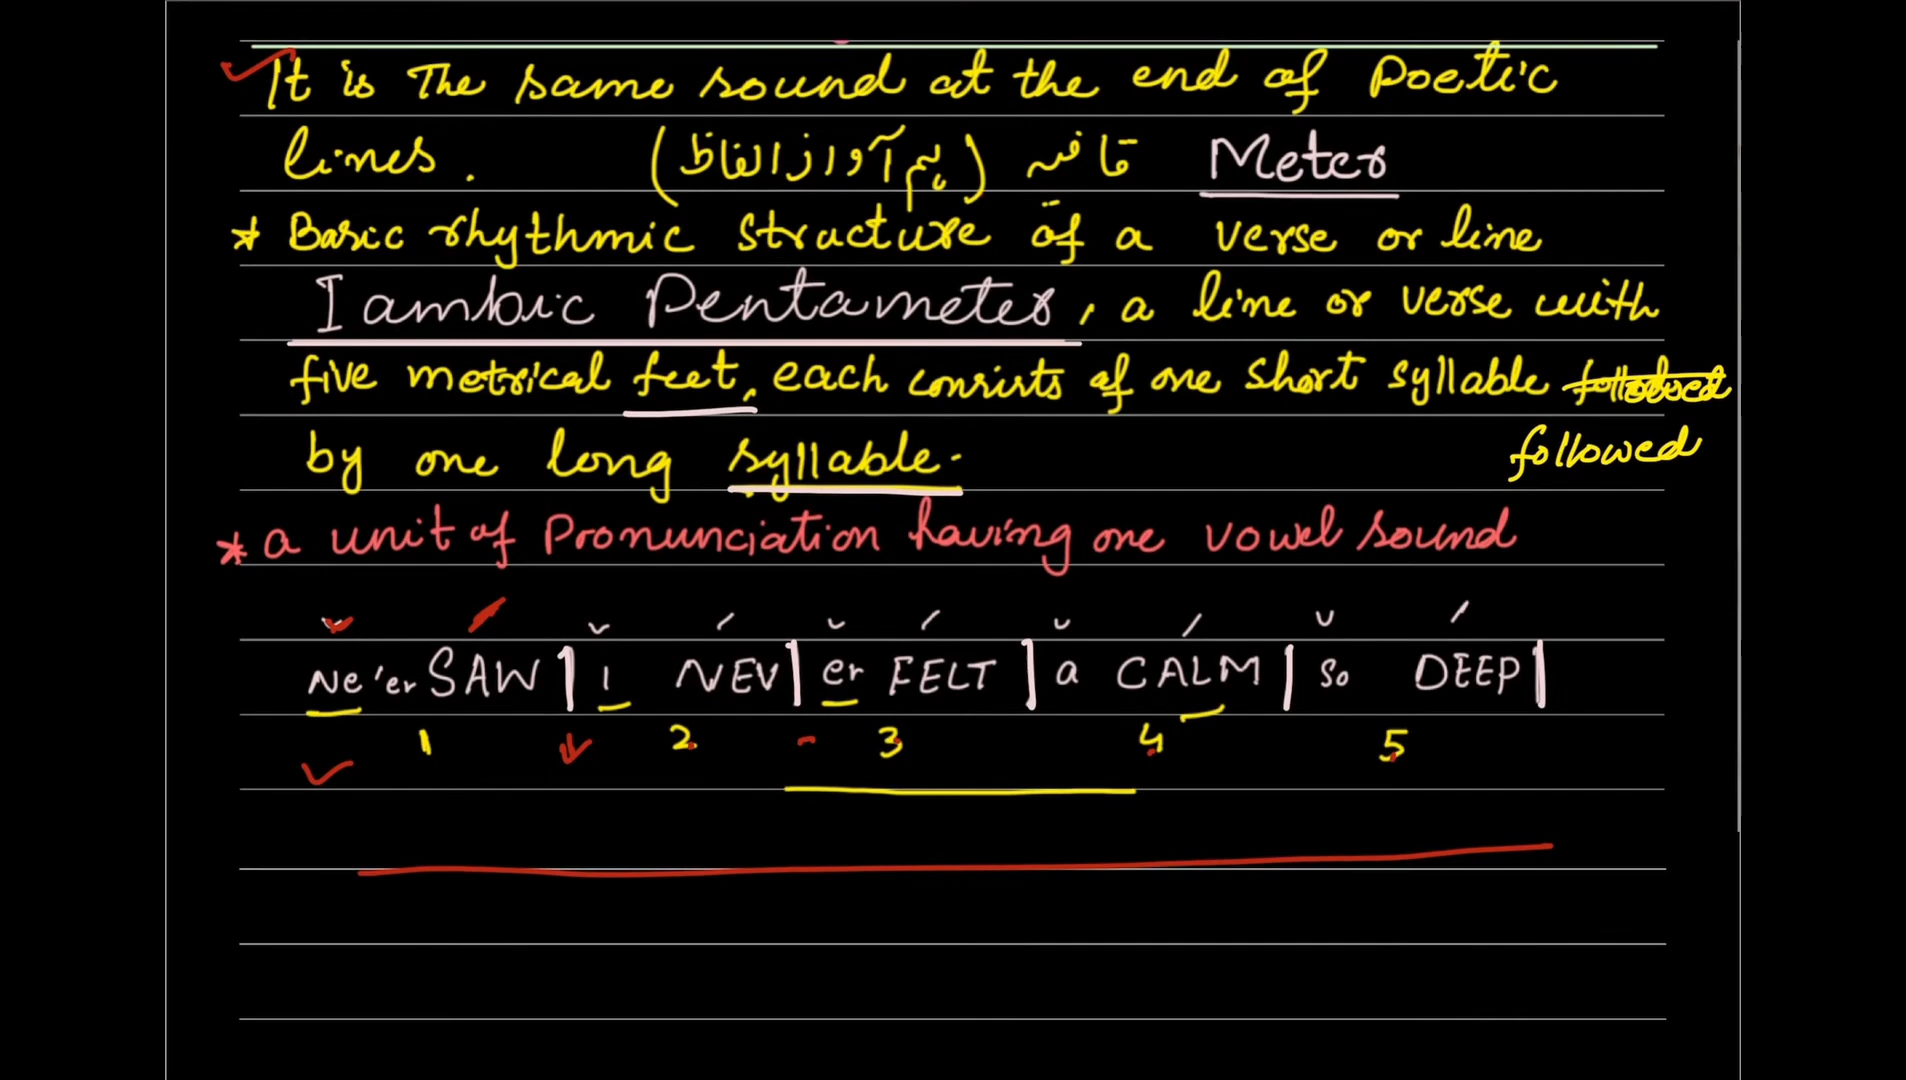 It is The same sound at the end of Poetic
lines. قافیہ (ہم آواز الفاظ) Meter
* Basic rhythmic structure of a verse or line
Iambic Pentameter, a line or verse with
five metrical feet, each consists of one short syllable followed
by one long syllable. followed
* a unit of Pronunciation having one vowel sound
Ne'er SAW | I NEV | er FELT | a CALM | So DEEP |
1 2 3 4 5